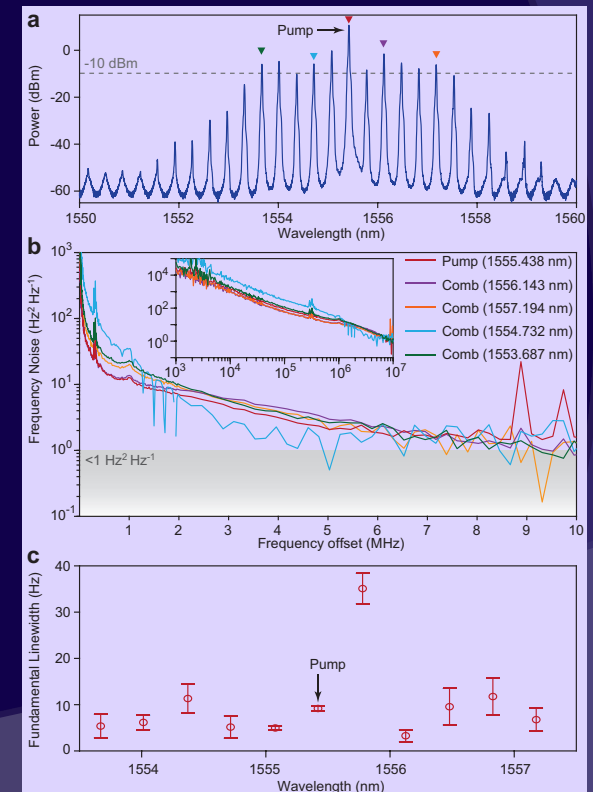 a
Pump
-10 dBm
0
-20
-40
-60
Power (dBm)
1550 1552 1554 1556 1558 1560
Wavelength (nm)
b
10³
10²
10¹
10⁰
10⁻¹
Frequency Noise (Hz² Hz⁻¹)
10⁴
10²
10⁰
10³ 10⁴ 10⁵ 10⁶ 10⁷
Pump (1555.438 nm)
Comb (1556.143 nm)
Comb (1557.194 nm)
Comb (1554.732 nm)
Comb (1553.687 nm)
<1 Hz² Hz⁻¹
1 2 3 4 5 6 7 8 9 10
Frequency offset (MHz)
c
40
30
20
10
0
Fundamental Linewidth (Hz)
Pump
1554 1555 1556 1557
Wavelength (nm)